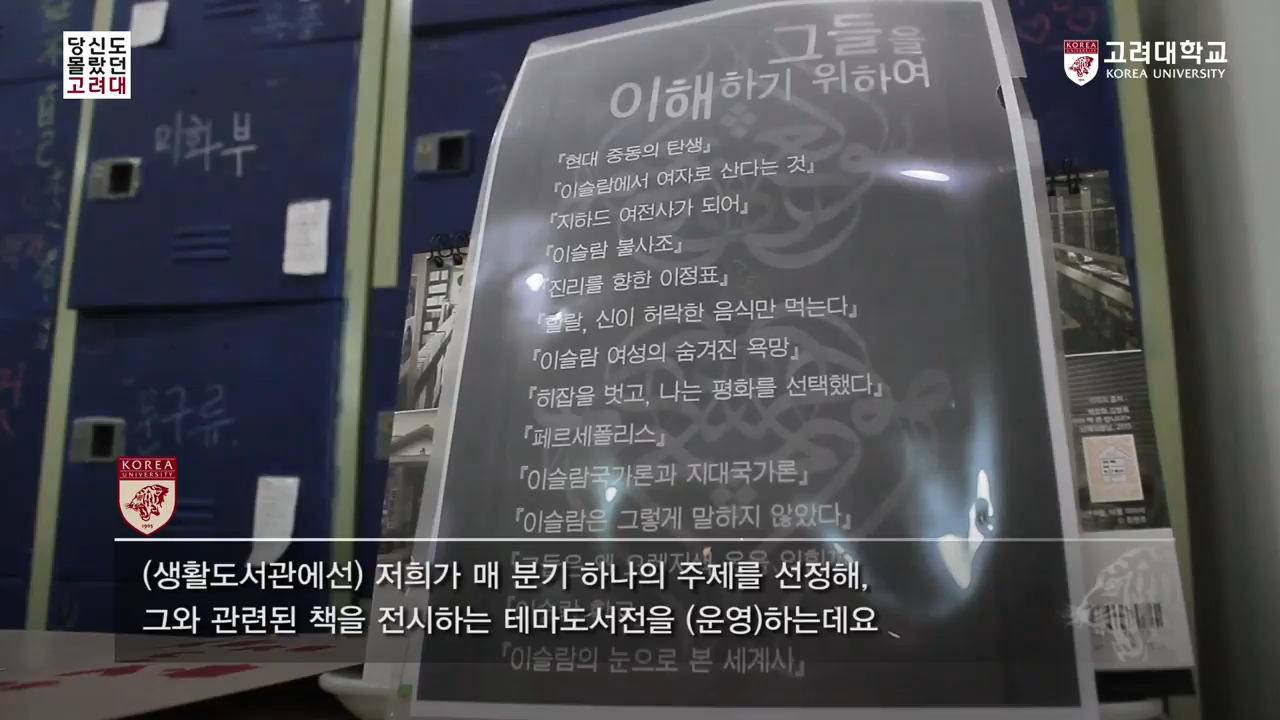 당신도
몰랐던
고려대
KOREA
UNIVERSITY
고려대학교
KOREA UNIVERSITY
미화부
문구류
그들을
이해하기 위하여
『현대 중동의 탄생』
『이슬람에서 여자로 산다는 것』
『지하드 여전사가 되어』
『이슬람 불사조』
『진리를 향한 이정표』
『할랄, 신이 허락한 음식만 먹는다』
『이슬람 여성의 숨겨진 욕망』
『히잡을 벗고, 나는 평화를 선택했다』
『페르세폴리스』
『이슬람국가론과 지대국가론』
『이슬람은 그렇게 말하지 않았다』
『이슬람의 눈으로 본 세계사』
KOREA
UNIVERSITY
1905
(생활도서관에선) 저희가 매 분기 하나의 주제를 선정해,
그와 관련된 책을 전시하는 테마도서전을 (운영)하는데요